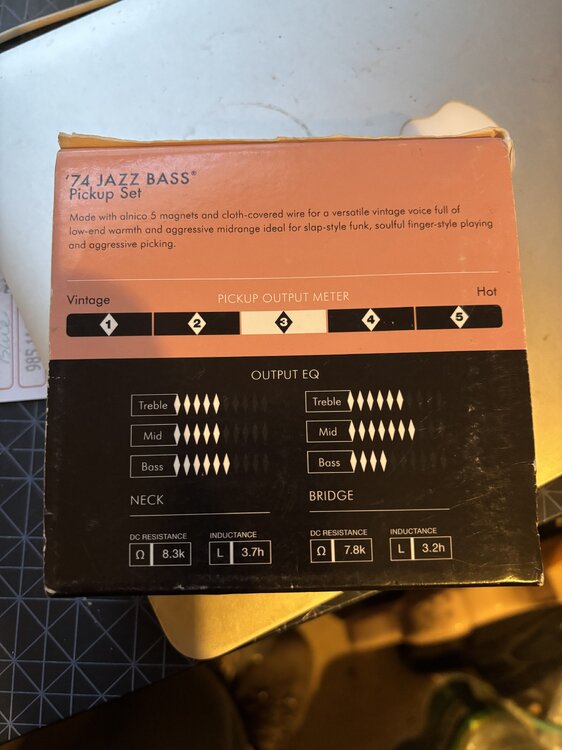 '74 JAZZ BASS®
Pickup Set
Made with alnico 5 magnets and cloth-covered wire for a versatile vintage voice full of
low-end warmth and aggressive midrange ideal for slap-style funk, soulful finger-style playing
and aggressive picking.
Vintage PICKUP OUTPUT METER Hot
1 2 3 4 5
OUTPUT EQ
Treble Treble
Mid Mid
Bass Bass
NECK BRIDGE
DC RESISTANCE INDUCTANCE DC RESISTANCE INDUCTANCE
Ω 8.3k L 3.7h Ω 7.8k L 3.2h